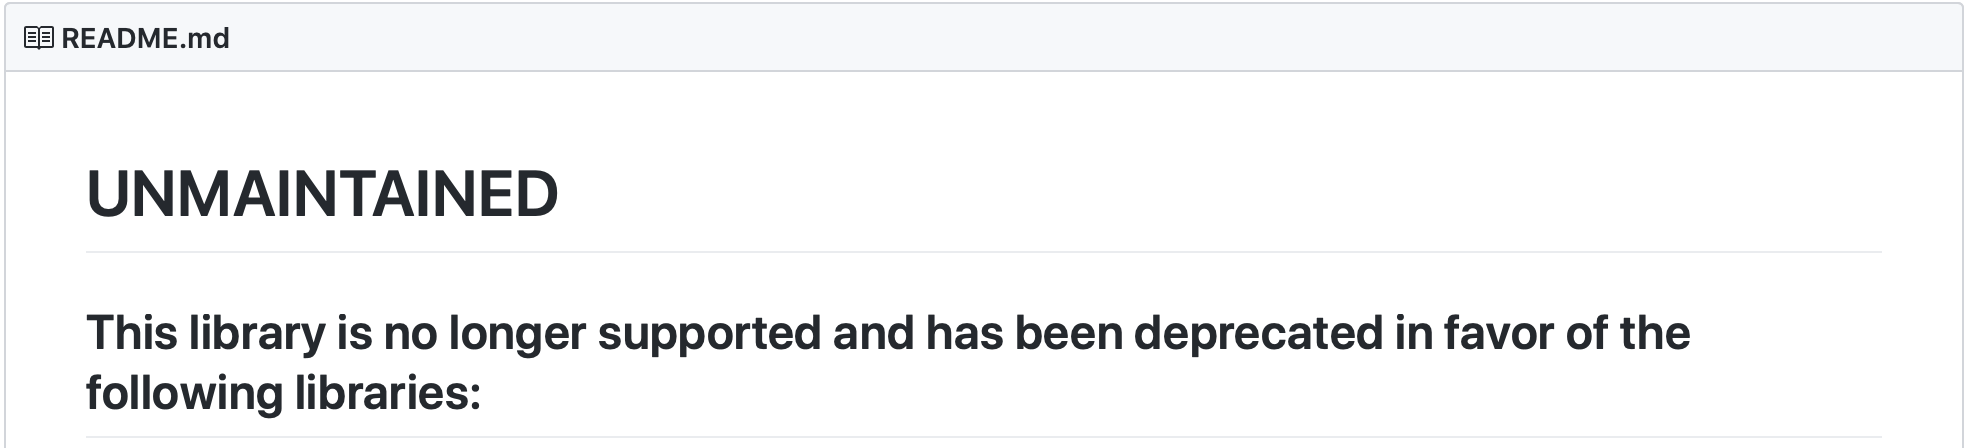 README.md
UNMAINTAINED
This library is no longer supported and has been deprecated in favor of the
following libraries: